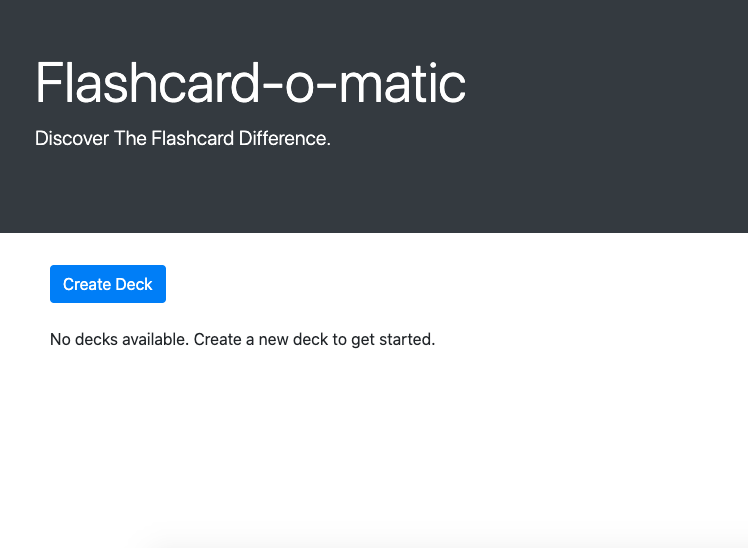 Flashcard-o-matic
Discover The Flashcard Difference.
Create Deck
No decks available. Create a new deck to get started.